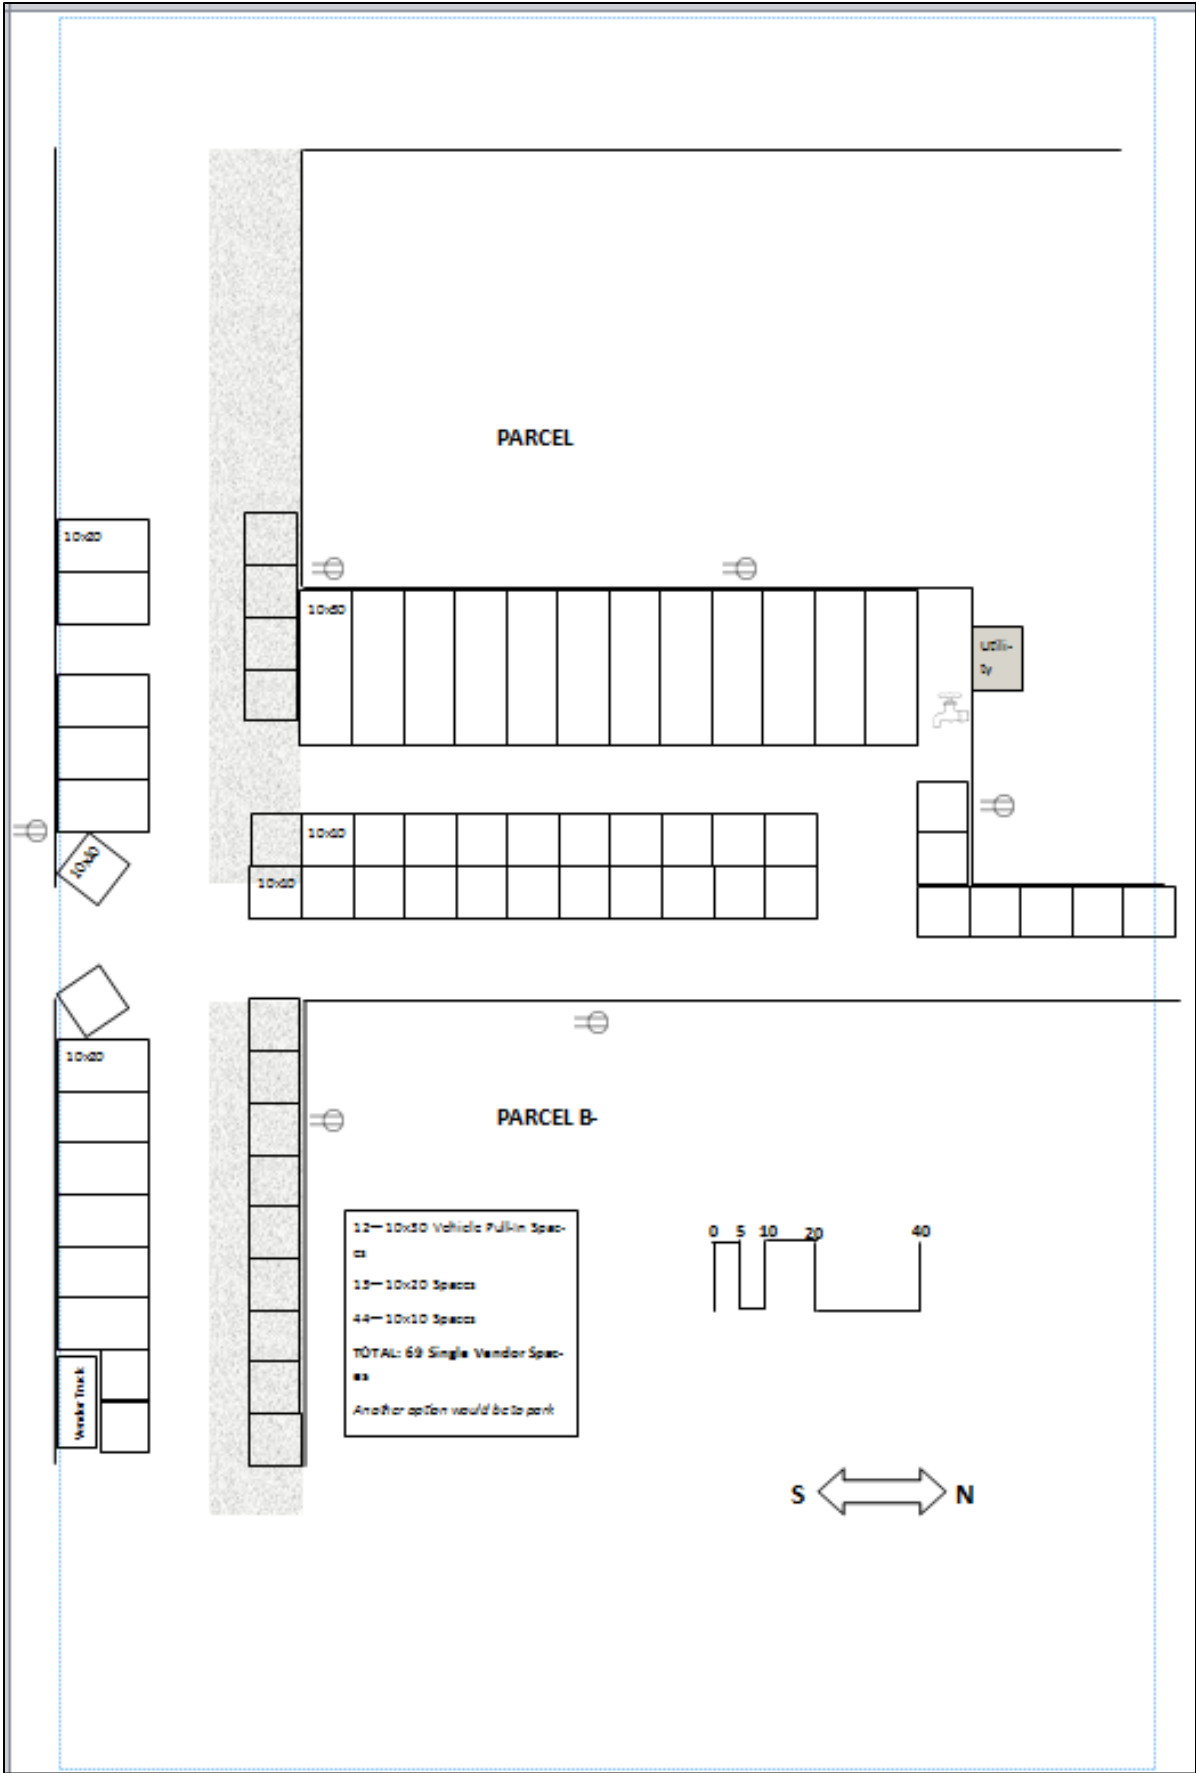 PARCEL
10x20
10x30
Utili-
ty
10x10
10x10
10x10
10x20
PARCEL B-
12—10x30 Vehicle Pull-in Spac-
es
13—10x20 Spaces
44—10x10 Spaces
TOTAL: 69 Single Vendor Spac-
es
Another option would be to park
0 5 10 20 40
Vendor Truck
S N